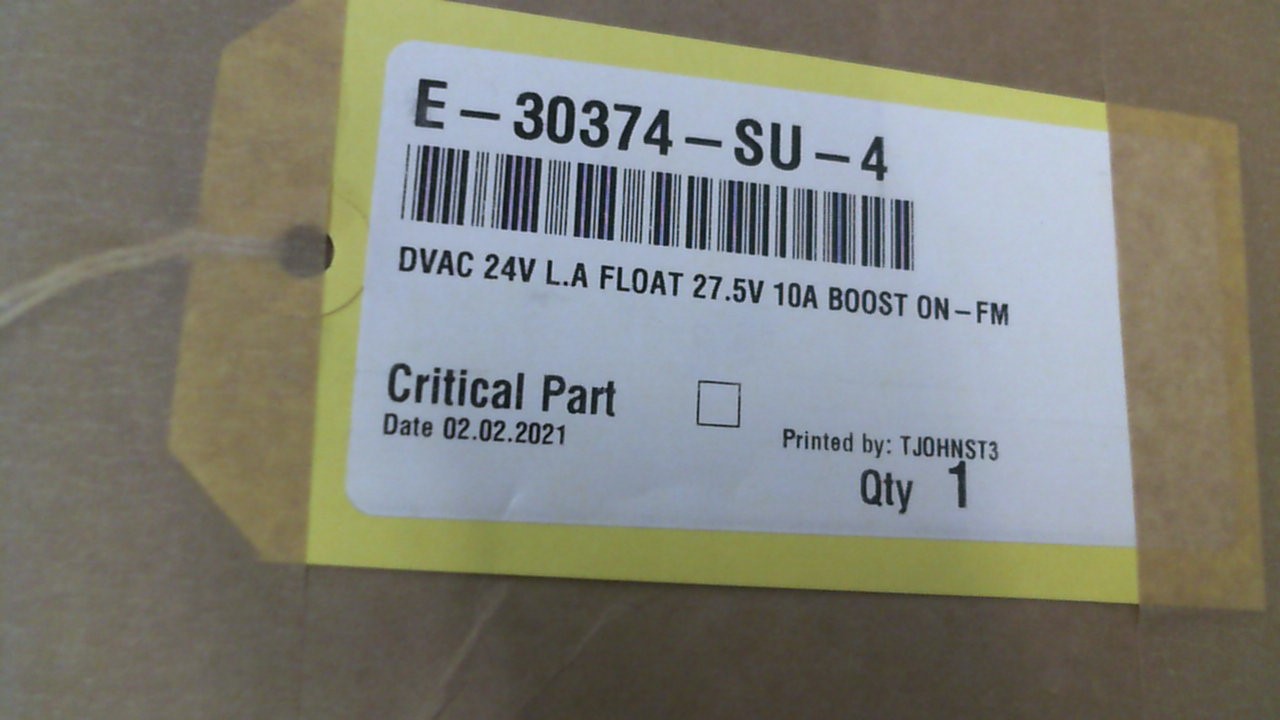 E-30374-SU-4
DVAC 24V L.A FLOAT 27.5V 10A BOOST ON-FM
Critical Part
Date 02.02.2021
Printed by: TJOHNST3
Qty 1